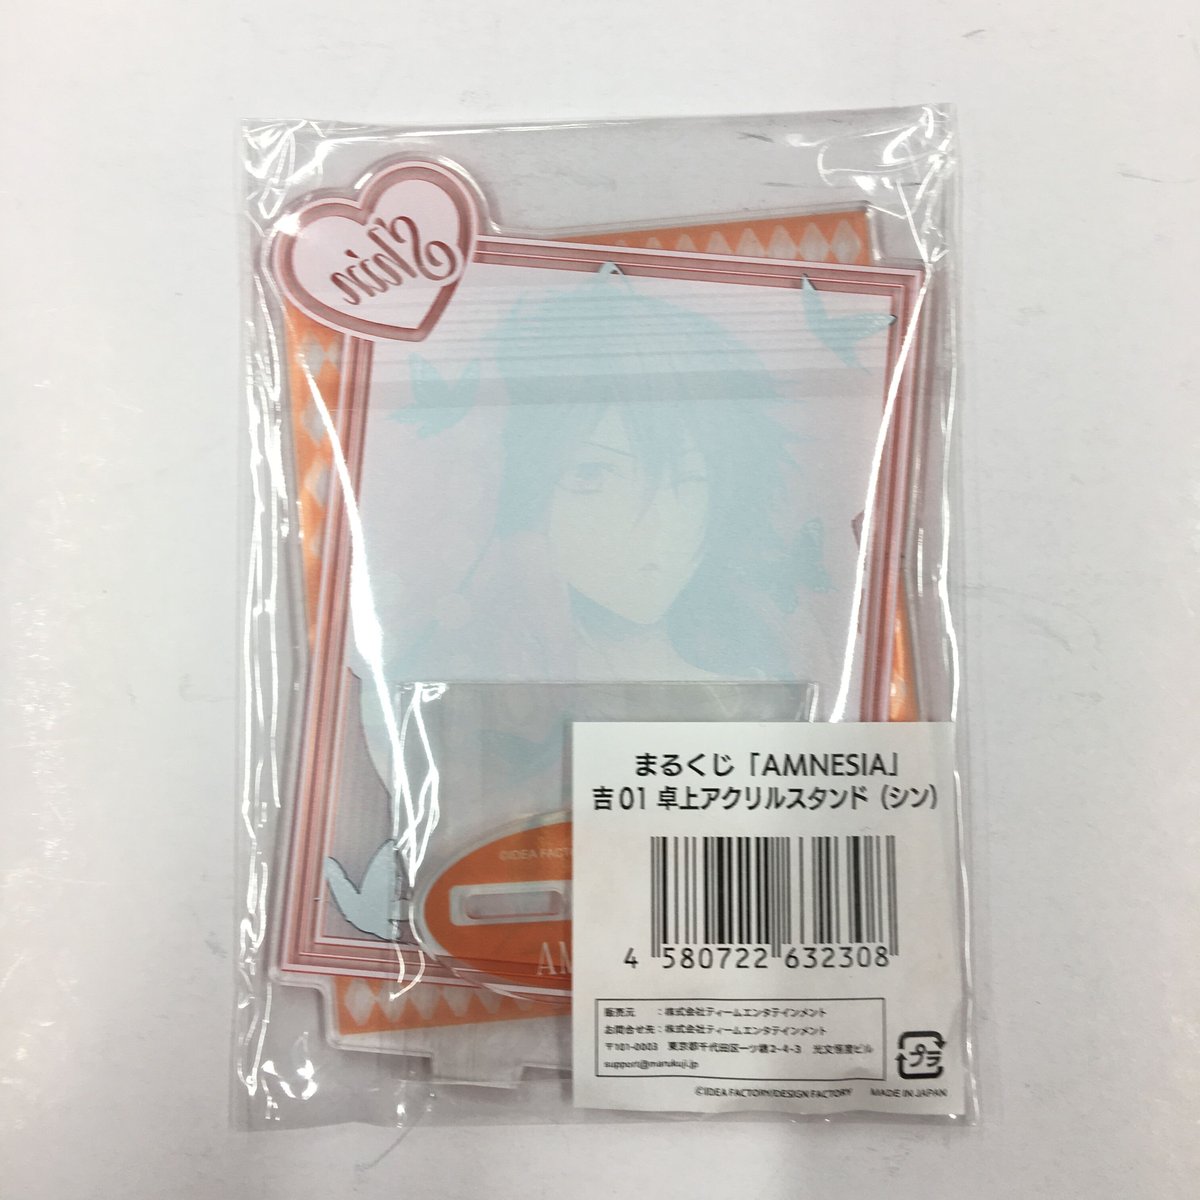 Shin
©IDEA FACT
AM
まるくじ「AMNESIA」
吉01 卓上アクリルスタンド（シン）
4 580722 632308
販売元　：株式会社ティームエンタテインメント
お問合せ先：株式会社ティームエンタテインメント
〒101-0003　東京都千代田区一ツ橋2-4-3　光文恒産ビル
support@marukuji.jp
プラ
©IDEA FACTORY/DESIGN FACTORY　MADE IN JAPAN